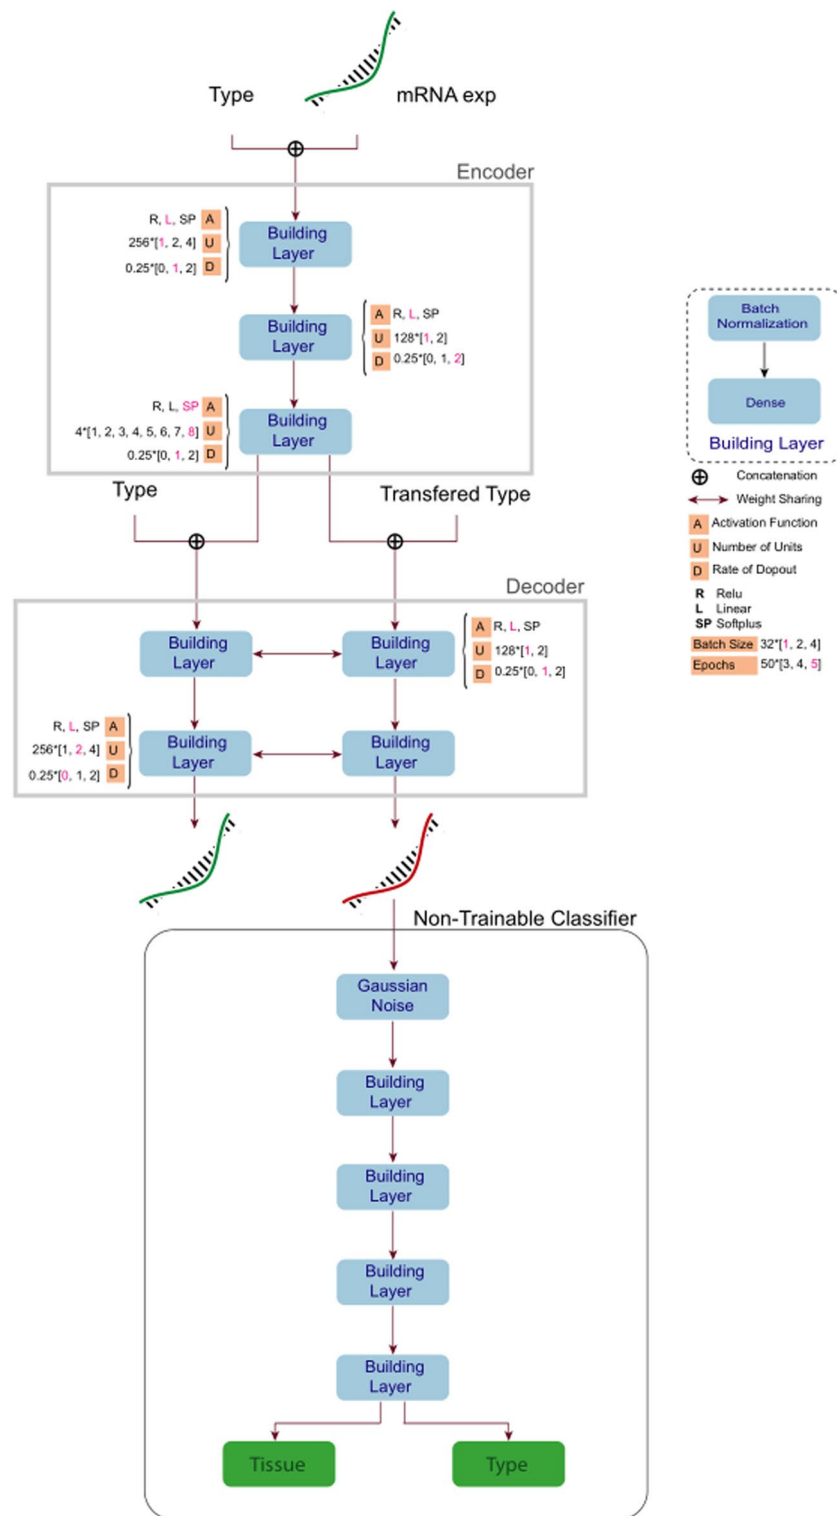 Type
mRNA exp
Encoder
R, L, SP A
256*[1, 2, 4] U
0.25*[0, 1, 2] D
Building
Layer
Building
Layer
A R, L, SP
U 128*[1, 2]
D 0.25*[0, 1, 2]
R, L, SP A
4*[1, 2, 3, 4, 5, 6, 7, 8] U
0.25*[0, 1, 2] D
Building
Layer
Type
Transfered Type
Decoder
Building
Layer
Building
Layer
A R, L, SP
U 128*[1, 2]
D 0.25*[0, 1, 2]
R, L, SP A
256*[1, 2, 4] U
0.25*[0, 1, 2] D
Building
Layer
Building
Layer
Non-Trainable Classifier
Gaussian
Noise
Building
Layer
Building
Layer
Building
Layer
Building
Layer
Tissue
Type
Batch
Normalization
Dense
Building Layer
Concatenation
Weight Sharing
A Activation Function
U Number of Units
D Rate of Dopout
R Relu
L Linear
SP Softplus
Batch Size 32*[1, 2, 4]
Epochs 50*[3, 4, 5]